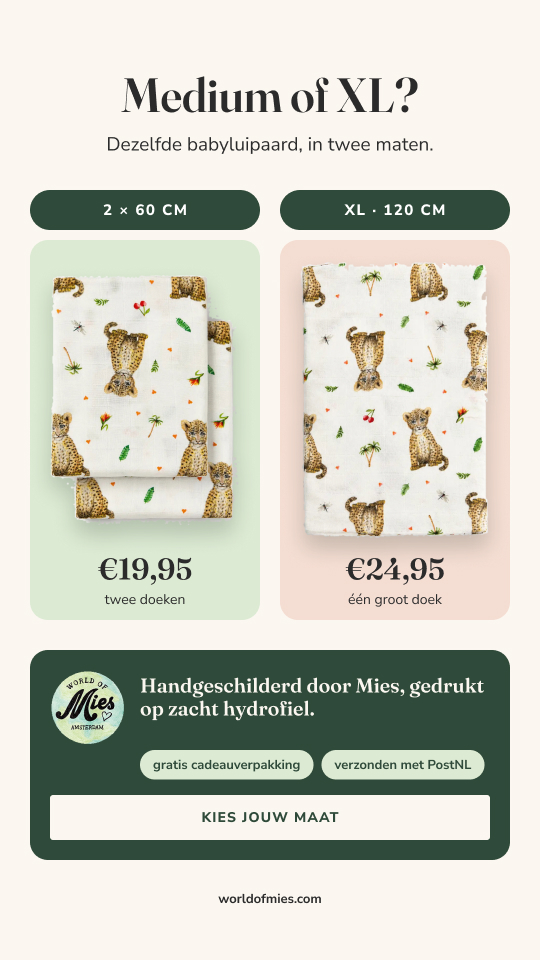 Medium of XL?
Dezelfde babyluipaard, in twee maten.
2 × 60 CM
XL · 120 CM
€19,95
twee doeken
€24,95
één groot doek
WORLD OF
Mies
AMSTERDAM
Handgeschilderd door Mies, gedrukt
op zacht hydrofiel.
gratis cadeauverpakking
verzonden met PostNL
KIES JOUW MAAT
worldofmies.com